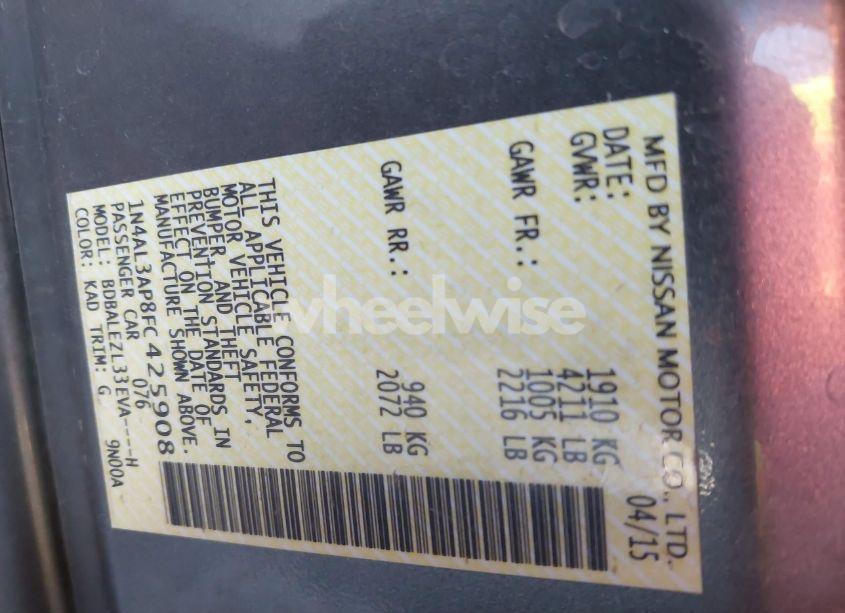 MFD BY NISSAN MOTOR CO., LTD.
DATE: 04/15
GVWR: 1910 KG
4211 LB
GAWR FR.: 1005 KG
2216 LB
GAWR RR.: 940 KG
2072 LB
THIS VEHICLE CONFORMS TO
ALL APPLICABLE FEDERAL
MOTOR VEHICLE SAFETY,
BUMPER, AND THEFT
PREVENTION STANDARDS IN
EFFECT ON THE DATE OF
MANUFACTURE SHOWN ABOVE.
1N4AL3AP8FC425908
PASSENGER CAR 076
MODEL: BDBALEZL33EVA----H
COLOR: KAD TRIM: G 9N00A
wheelwise